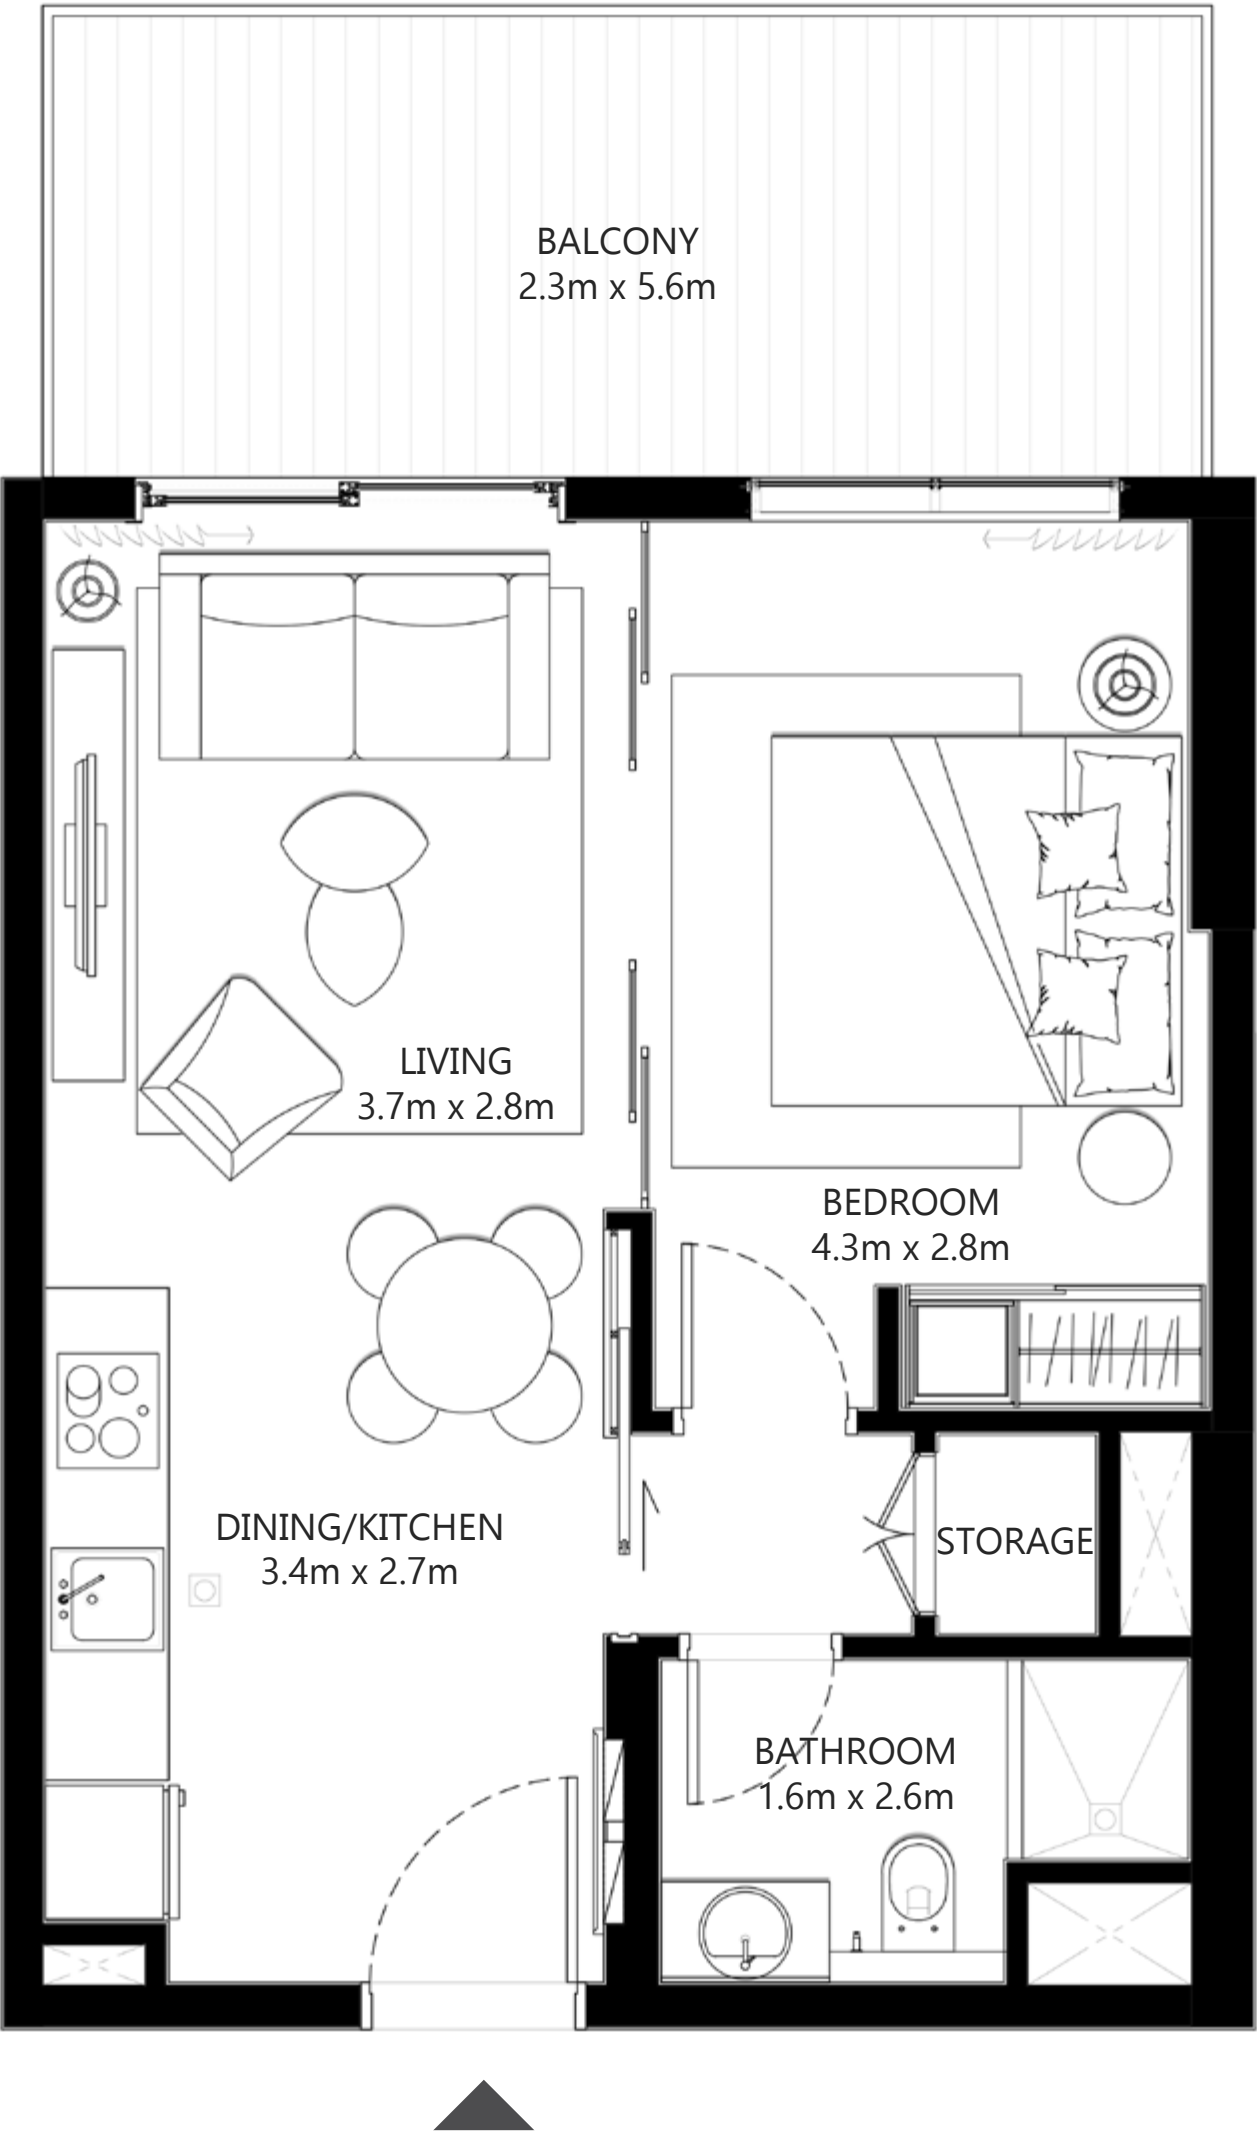 BALCONY
2.3m x 5.6m
LIVING
3.7m x 2.8m
BEDROOM
4.3m x 2.8m
DINING/KITCHEN
3.4m x 2.7m
STORAGE
BATHROOM
1.6m x 2.6m